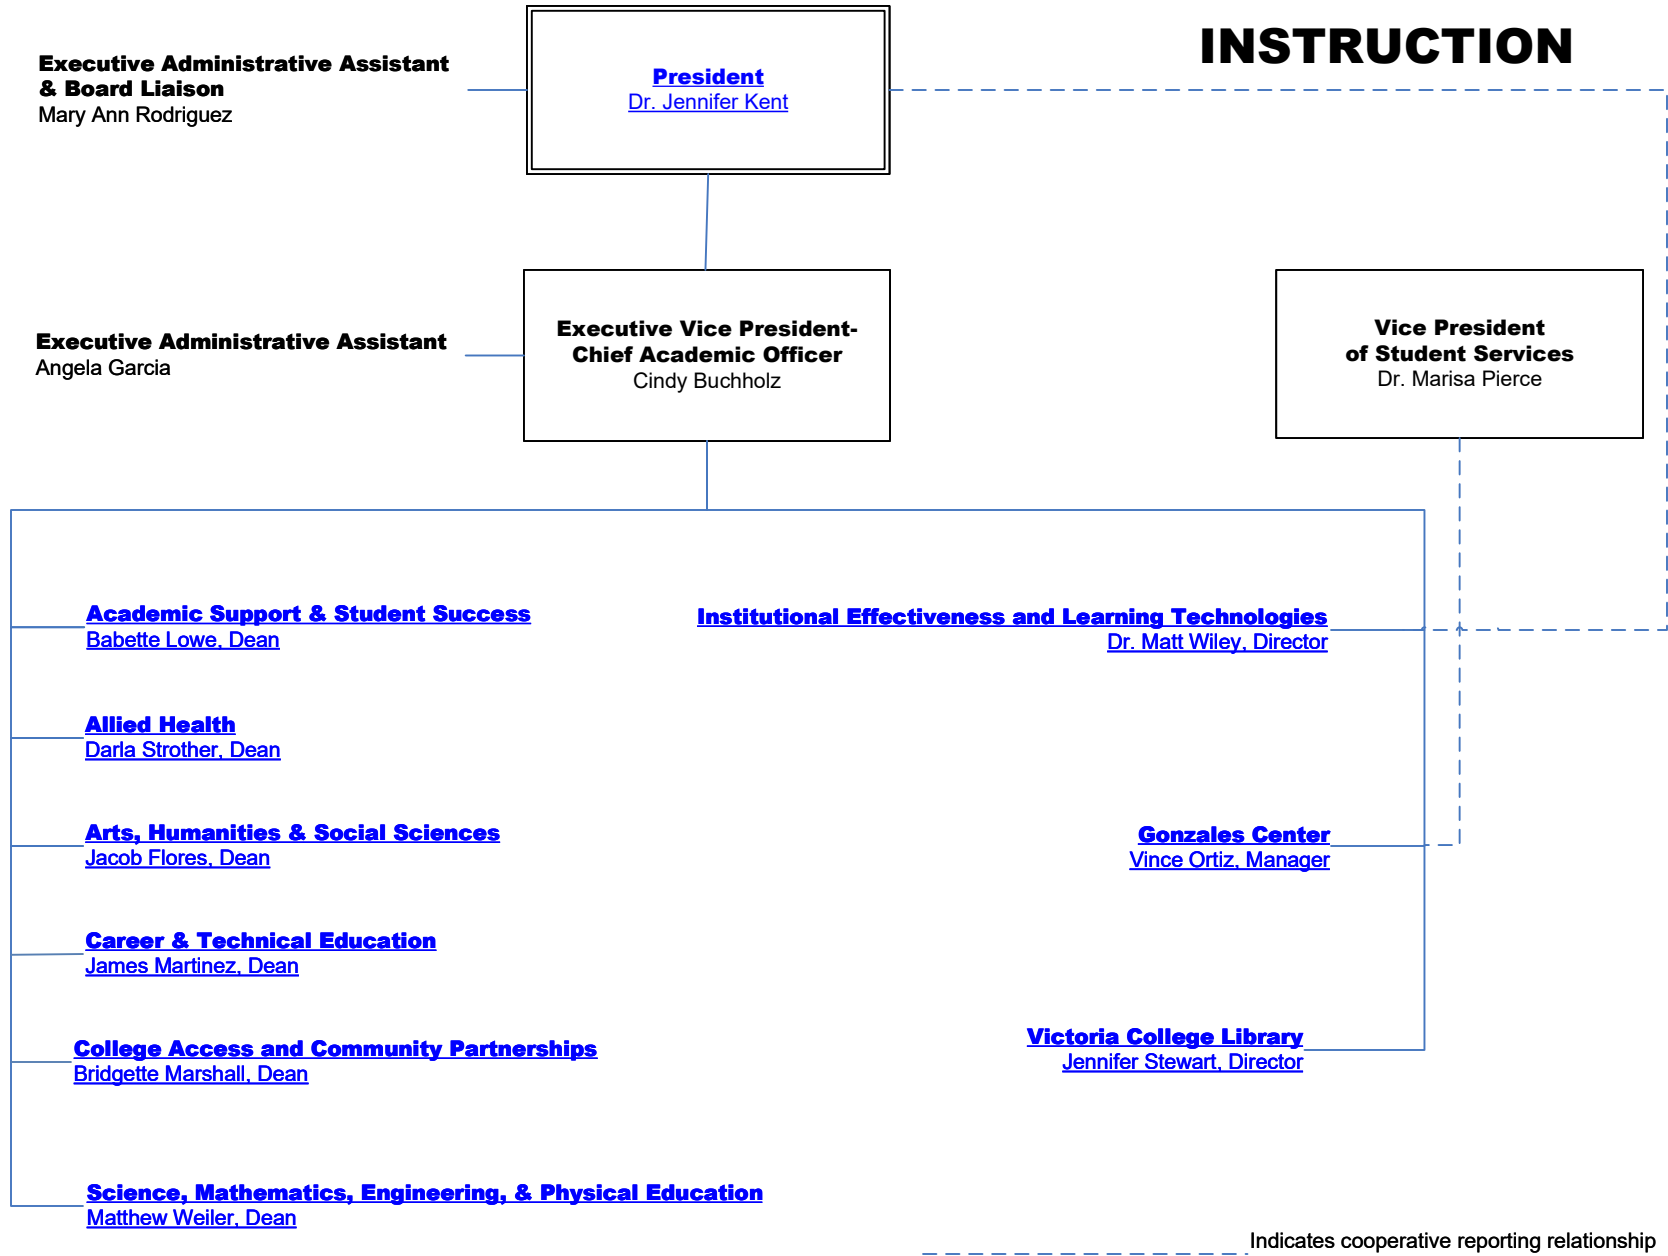 INSTRUCTION
Executive Administrative Assistant
& Board Liaison
Mary Ann Rodriguez
President
Dr. Jennifer Kent
Executive Administrative Assistant
Angela Garcia
Executive Vice President-
Chief Academic Officer
Cindy Buchholz
Vice President
of Student Services
Dr. Marisa Pierce
Academic Support & Student Success
Babette Lowe, Dean
Allied Health
Darla Strother, Dean
Arts, Humanities & Social Sciences
Jacob Flores, Dean
Career & Technical Education
James Martinez, Dean
College Access and Community Partnerships
Bridgette Marshall, Dean
Science, Mathematics, Engineering, & Physical Education
Matthew Weiler, Dean
Institutional Effectiveness and Learning Technologies
Dr. Matt Wiley, Director
Gonzales Center
Vince Ortiz, Manager
Victoria College Library
Jennifer Stewart, Director
Indicates cooperative reporting relationship